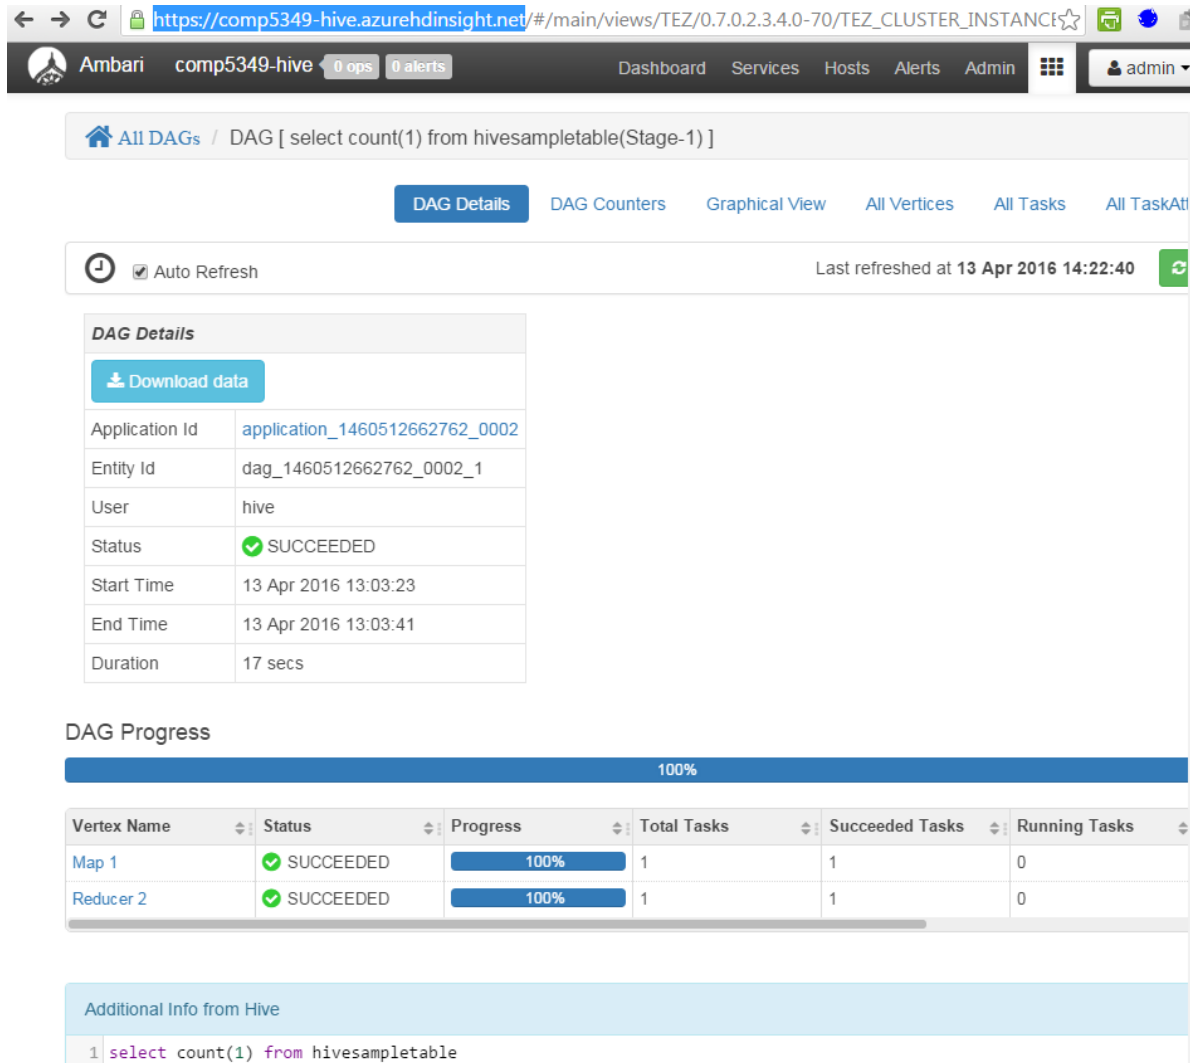 https://comp5349-hive.azurehdinsight.net/#/main/views/TEZ/0.7.0.2.3.4.0-70/TEZ_CLUSTER_INSTANCE
Ambari comp5349-hive 0 ops 0 alerts Dashboard Services Hosts Alerts Admin admin
All DAGs / DAG [ select count(1) from hivesampletable(Stage-1) ]
DAG Details DAG Counters Graphical View All Vertices All Tasks All TaskAtt
Auto Refresh Last refreshed at 13 Apr 2016 14:22:40
DAG Details
Download data
Application Id application_1460512662762_0002
Entity Id dag_1460512662762_0002_1
User hive
Status SUCCEEDED
Start Time 13 Apr 2016 13:03:23
End Time 13 Apr 2016 13:03:41
Duration 17 secs
DAG Progress
100%
Vertex Name Status Progress Total Tasks Succeeded Tasks Running Tasks
Map 1 SUCCEEDED 100% 1 1 0
Reducer 2 SUCCEEDED 100% 1 1 0
Additional Info from Hive
1 select count(1) from hivesampletable